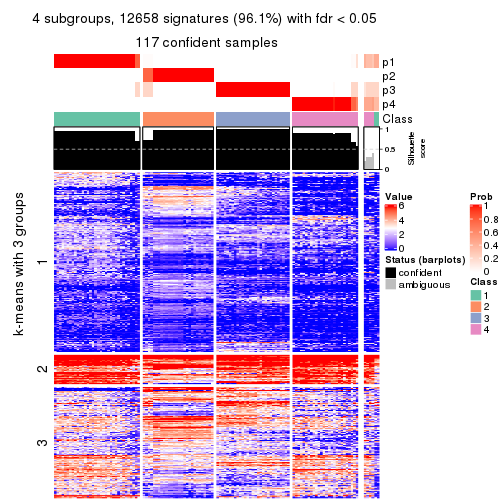 4 subgroups, 12658 signatures (96.1%) with fdr < 0.05
117 confident samples
p1
p2
p3
p4
Class
1
0.5
0
Silhouette
score
k-means with 3 groups
1
2
3
Value
6
4
2
0
Status (barplots)
confident
ambiguous
Prob
1
0.8
0.6
0.4
0.2
0
Class
1
2
3
4